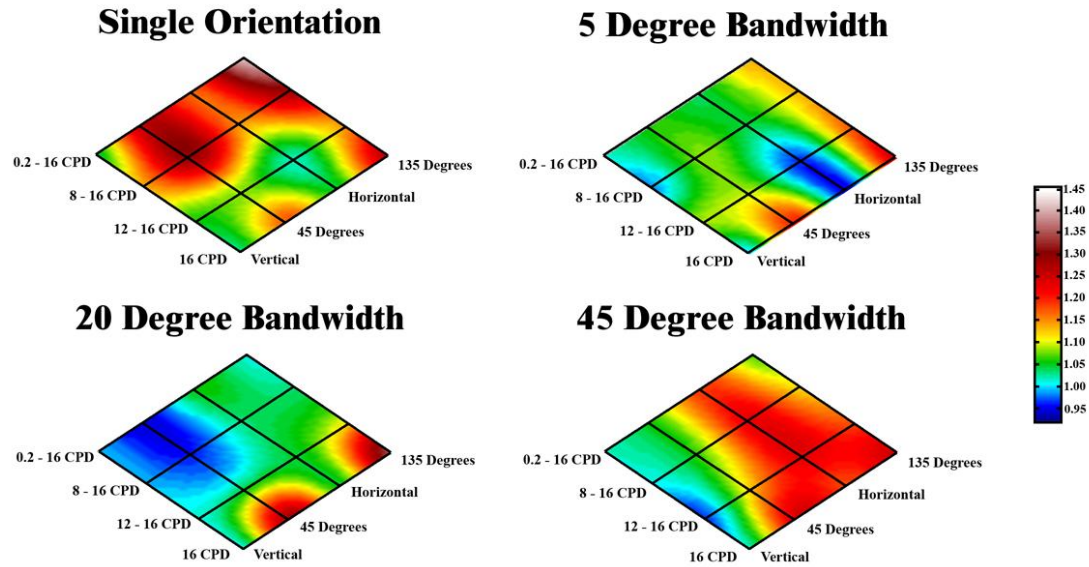 Single Orientation
5 Degree Bandwidth
0.2 - 16 CPD
8 - 16 CPD
12 - 16 CPD
16 CPD
Vertical
45 Degrees
Horizontal
135 Degrees
0.2 - 16 CPD
8 - 16 CPD
12 - 16 CPD
16 CPD
Vertical
45 Degrees
Horizontal
135 Degrees
20 Degree Bandwidth
45 Degree Bandwidth
0.2 - 16 CPD
8 - 16 CPD
12 - 16 CPD
16 CPD
Vertical
45 Degrees
Horizontal
135 Degrees
0.2 - 16 CPD
8 - 16 CPD
12 - 16 CPD
16 CPD
Vertical
45 Degrees
Horizontal
135 Degrees
1.45
1.40
1.35
1.30
1.25
1.20
1.15
1.10
1.05
1.00
0.95